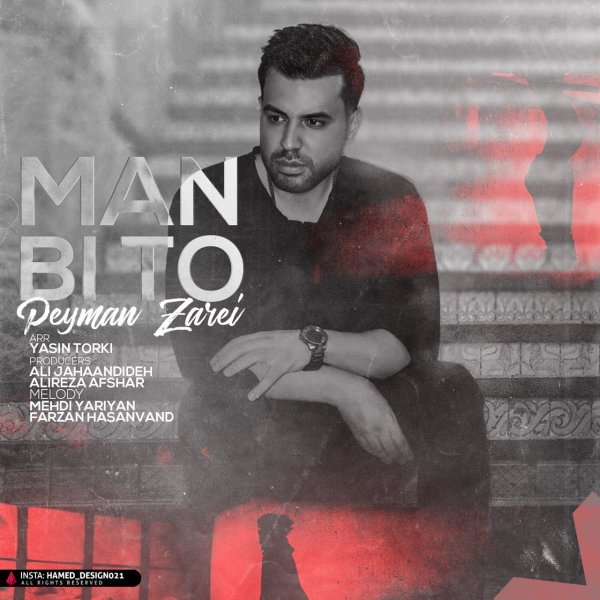 MAN
BI TO
Peyman Zarei
ARR
YASIN TORKI
PRODUCERS
ALI JAHAANDIDEH
ALIREZA AFSHAR
MELODY
MEHDI YARIYAN
FARZAN HASANVAND
INSTA: HAMED_DESIGN021
ALL RIGHTS RESERVED